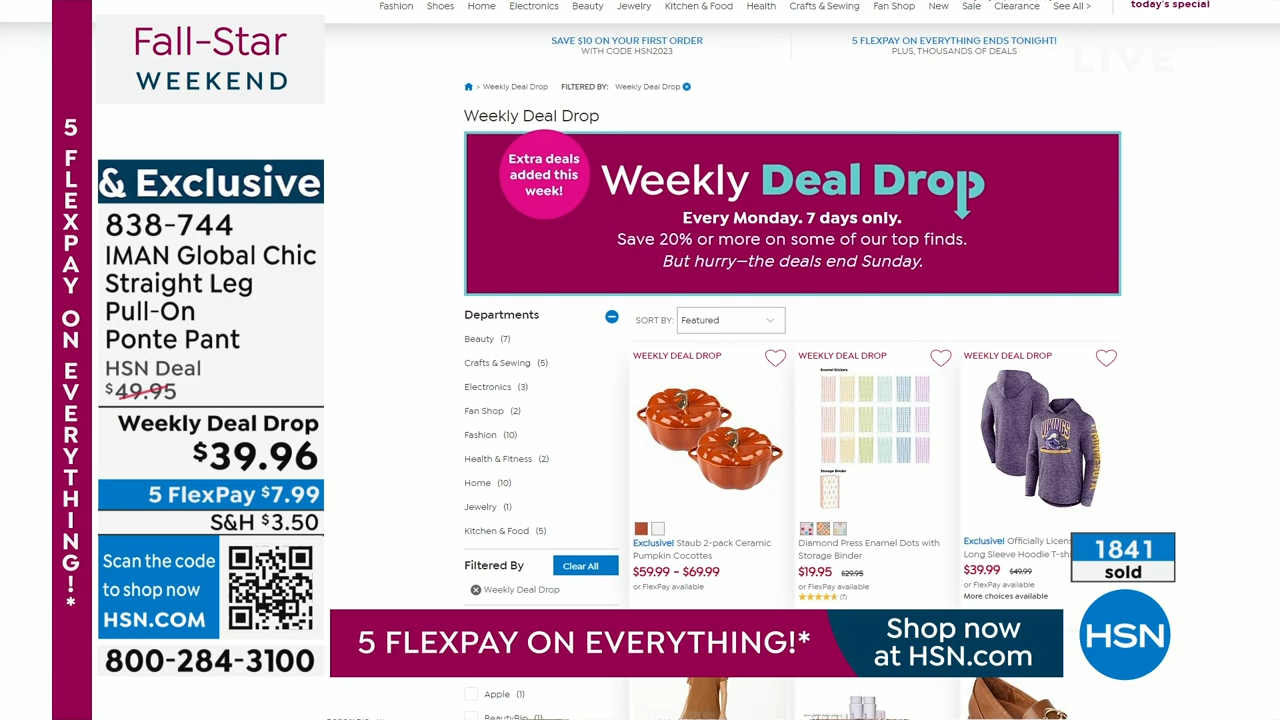 Fashion Shoes Home Electronics Beauty Jewelry Kitchen & Food Health Crafts & Sewing Fan Shop New Sale Clearance See All >
today's special
Fall-Star
WEEKEND
SAVE $10 ON YOUR FIRST ORDER
WITH CODE HSN2023
5 FLEXPAY ON EVERYTHING ENDS TONIGHT!
PLUS, THOUSANDS OF DEALS
LIVE
> Weekly Deal Drop FILTERED BY: Weekly Deal Drop
Weekly Deal Drop
Extra deals
added this
week!
Weekly Deal Drop
Every Monday. 7 days only.
Save 20% or more on some of our top finds.
But hurry—the deals end Sunday.
5 FLEXPAY ON EVERYTHING!*
& Exclusive
838-744
IMAN Global Chic
Straight Leg
Pull-On
Ponte Pant
HSN Deal
$49.95
Weekly Deal Drop
$39.96
5 FlexPay $7.99
S&H $3.50
Scan the code
to shop now
HSN.COM
800-284-3100
Departments
Beauty (7)
Crafts & Sewing (5)
Electronics (3)
Fan Shop (2)
Fashion (10)
Health & Fitness (2)
Home (10)
Jewelry (1)
Kitchen & Food (5)
Filtered By
Clear All
Weekly Deal Drop
SORT BY: Featured
WEEKLY DEAL DROP
Exclusive! Staub 2-pack Ceramic
Pumpkin Cocottes
$59.99 - $69.99
or FlexPay available
WEEKLY DEAL DROP
Enamel Stickers
Storage Binder
Diamond Press Enamel Dots with
Storage Binder
$19.95 $29.95
or FlexPay available
(7)
WEEKLY DEAL DROP
VIKINGS
Exclusive! Officially Licens
Long Sleeve Hoodie T-sh
$39.99 $49.99
or FlexPay available
More choices available
1841
sold
5 FLEXPAY ON EVERYTHING!*
Shop now
at HSN.com
HSN
Apple (1)
BeautyBio (1)